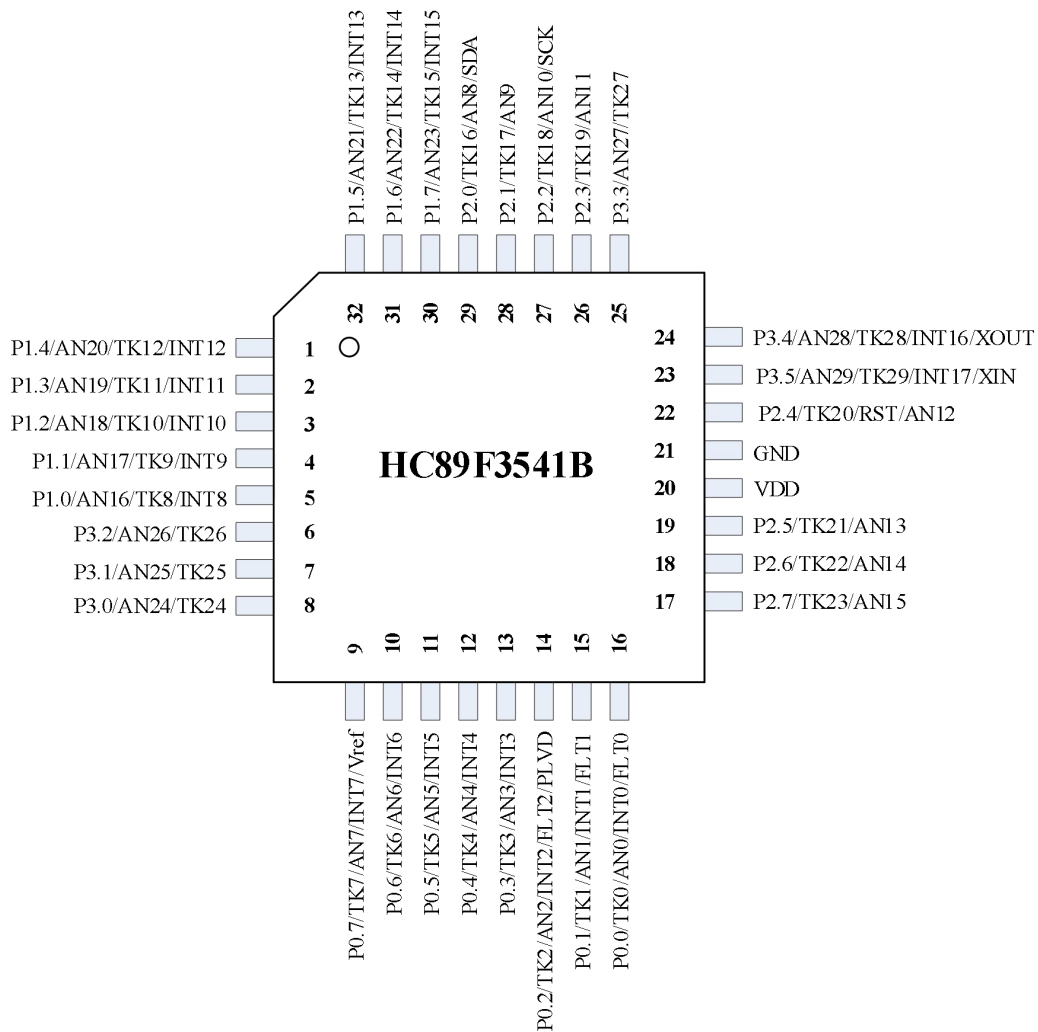 P1.5/AN21/TK13/INT13
P1.6/AN22/TK14/INT14
P1.7/AN23/TK15/INT15
P2.0/TK16/AN8/SDA
P2.1/TK17/AN9
P2.2/TK18/AN10/SCK
P2.3/TK19/AN11
P3.3/AN27/TK27
32
31
30
29
28
27
26
25
P1.4/AN20/TK12/INT12
1
P1.3/AN19/TK11/INT11
2
P1.2/AN18/TK10/INT10
3
P1.1/AN17/TK9/INT9
4
P1.0/AN16/TK8/INT8
5
P3.2/AN26/TK26
6
P3.1/AN25/TK25
7
P3.0/AN24/TK24
8
HC89F3541B
24
P3.4/AN28/TK28/INT16/XOUT
23
P3.5/AN29/TK29/INT17/XIN
22
P2.4/TK20/RST/AN12
21
GND
20
VDD
19
P2.5/TK21/AN13
18
P2.6/TK22/AN14
17
P2.7/TK23/AN15
9
10
11
12
13
14
15
16
P0.7/TK7/AN7/INT7/Vref
P0.6/TK6/AN6/INT6
P0.5/TK5/AN5/INT5
P0.4/TK4/AN4/INT4
P0.3/TK3/AN3/INT3
P0.2/TK2/AN2/INT2/FLT2/PLVD
P0.1/TK1/AN1/INT1/FLT1
P0.0/TK0/AN0/INT0/FLT0